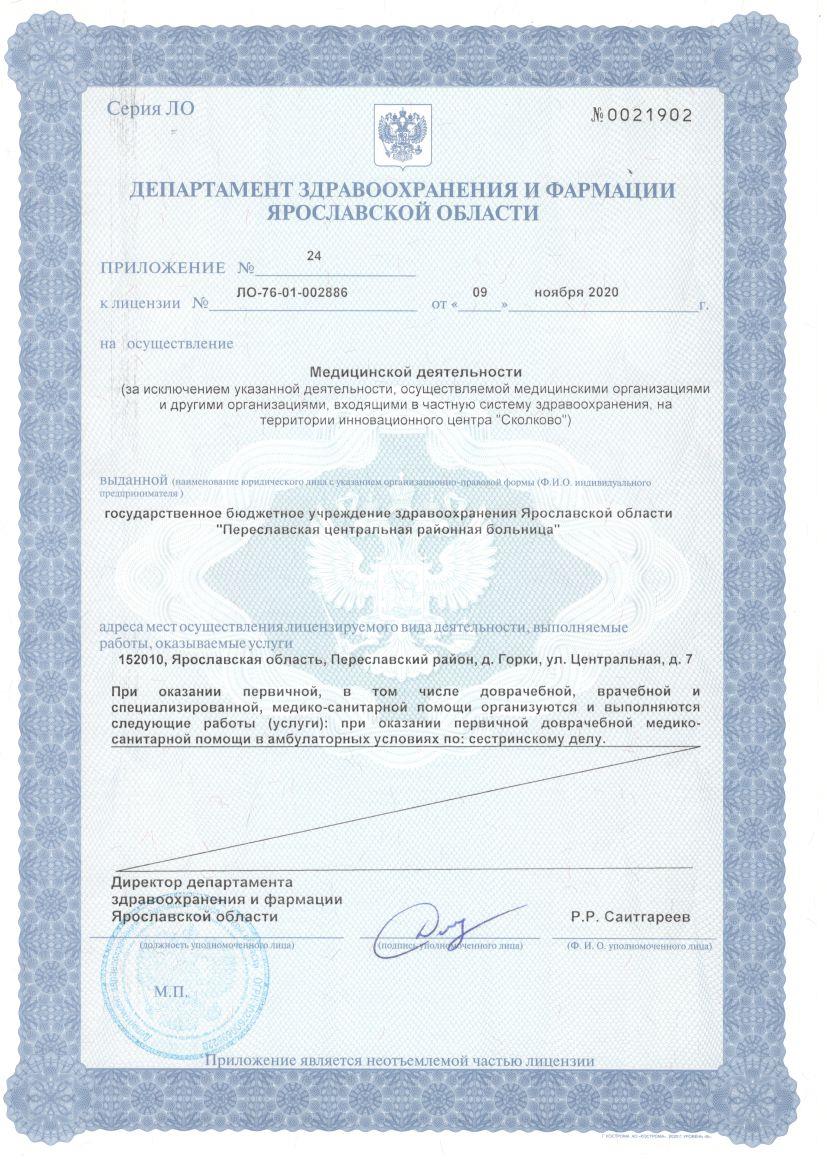 Серия ЛО
№0021902
ДЕПАРТАМЕНТ ЗДРАВООХРАНЕНИЯ И ФАРМАЦИИ
ЯРОСЛАВСКОЙ ОБЛАСТИ
ПРИЛОЖЕНИЕ № 24
к лицензии № ЛО-76-01-002886 от « 09 » ноября 2020 г.
на осуществление
Медицинской деятельности
(за исключением указанной деятельности, осуществляемой медицинскими организациями
и другими организациями, входящими в частную систему здравоохранения, на
территории инновационного центра "Сколково")
выданной (наименование юридического лица с указанием организационно-правовой формы (Ф.И.О. индивидуального
предпринимателя )
государственное бюджетное учреждение здравоохранения Ярославской области
"Переславская центральная районная больница"
адреса мест осуществления лицензируемого вида деятельности, выполняемые
работы, оказываемые услуги
152010, Ярославская область, Переславский район, д. Горки, ул. Центральная, д. 7
При оказании первичной, в том числе доврачебной, врачебной и
специализированной, медико-санитарной помощи организуются и выполняются
следующие работы (услуги): при оказании первичной доврачебной медико-
санитарной помощи в амбулаторных условиях по: сестринскому делу.
Директор департамента
здравоохранения и фармации
Ярославской области
Р.Р. Саитгареев
(должность уполномоченного лица)
(подпись уполномоченного лица)
(Ф. И. О. уполномоченного лица)
М.П.
Приложение является неотъемлемой частью лицензии